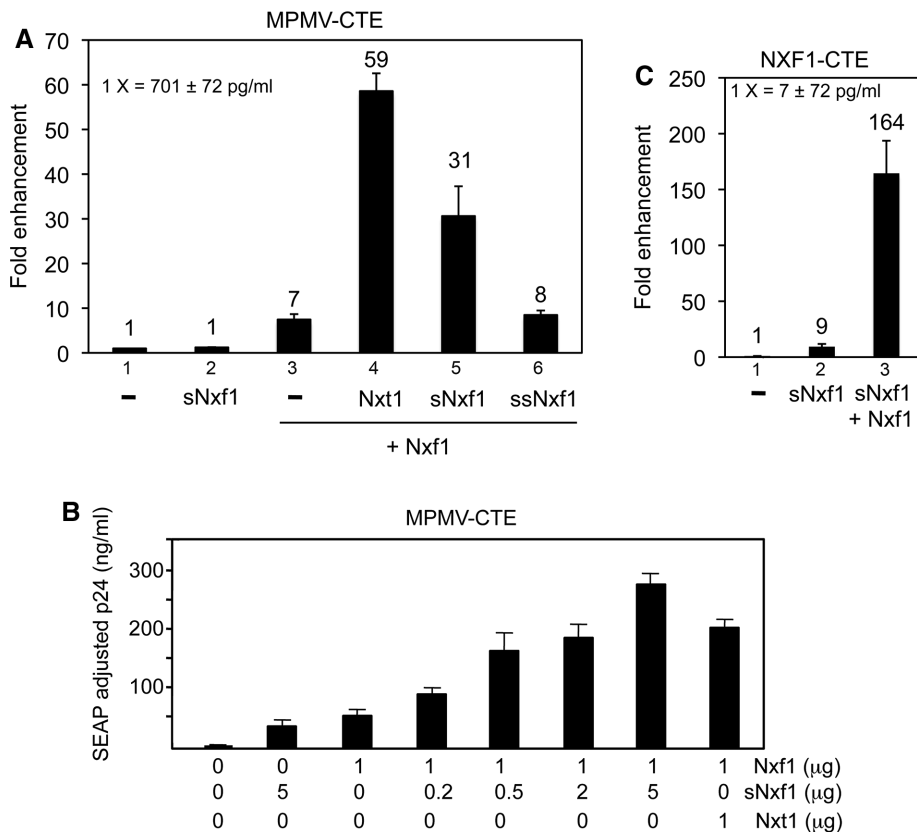 A
MPMV-CTE
Fold enhancement
70
60
50
40
30
20
10
0
1 X = 701 ± 72 pg/ml
1
1
7
59
31
8
1 2 3 4 5 6
– sNxf1 – Nxt1 sNxf1 ssNxf1
+ Nxf1
C
NXF1-CTE
Fold enhancement
250
200
150
100
50
0
1 X = 7 ± 72 pg/ml
1
9
164
1 2 3
– sNxf1 sNxf1
+ Nxf1
B
MPMV-CTE
SEAP adjusted p24 (ng/ml)
300
200
100
0 0 1 1 1 1 1 1 Nxf1 (μg)
0 5 0 0.2 0.5 2 5 0 sNxf1 (μg)
0 0 0 0 0 0 0 1 Nxt1 (μg)